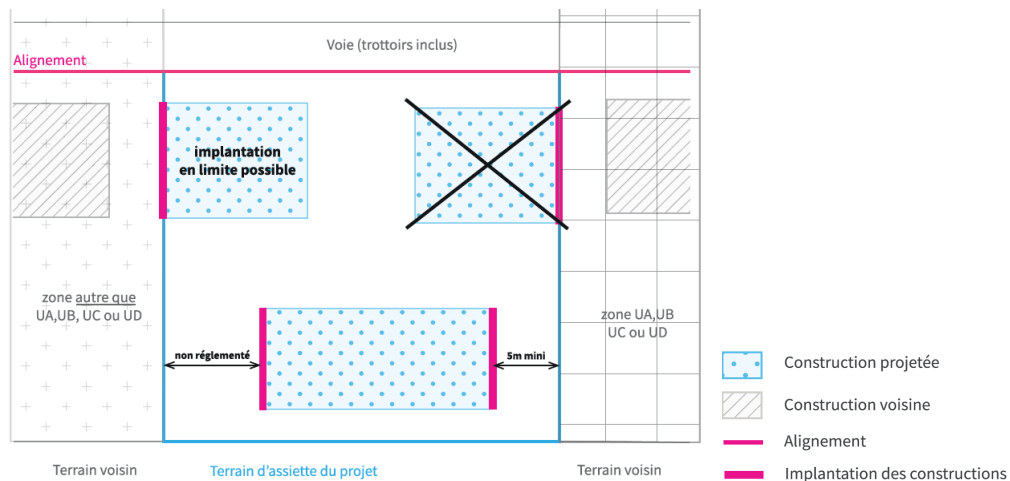 Voie (trottoirs inclus)
Alignement
implantation
en limite possible
zone autre que
UA,UB, UC ou UD
zone UA,UB
UC ou UD
non réglémenté
5m mini
Terrain voisin
Terrain d’assiette du projet
Terrain voisin
Construction projetée
Construction voisine
Alignement
Implantation des constructions